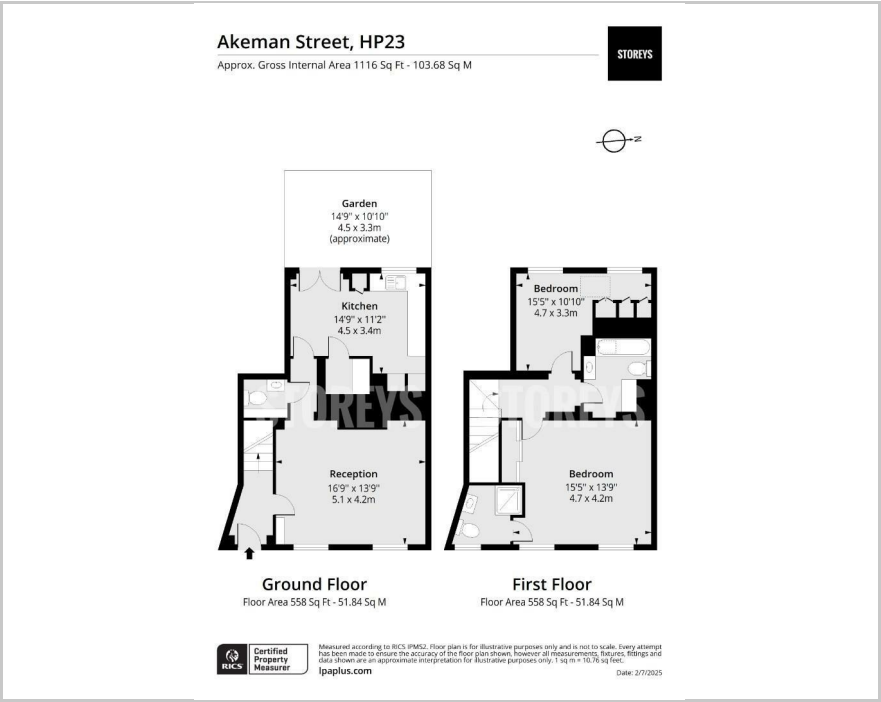 Akeman Street, HP23
Approx. Gross Internal Area 1116 Sq Ft - 103.68 Sq M
STOREYS
N
Garden
14'9" x 10'10"
4.5 x 3.3m
(approximate)
Kitchen
14'9" x 11'2"
4.5 x 3.4m
Bedroom
15'5" x 10'10"
4.7 x 3.3m
STOREYS
STOREYS
Reception
16'9" x 13'9"
5.1 x 4.2m
Bedroom
15'5" x 13'9"
4.7 x 4.2m
Ground Floor
Floor Area 558 Sq Ft - 51.84 Sq M
First Floor
Floor Area 558 Sq Ft - 51.84 Sq M
RICS
Certified
Property
Measurer
Measured according to RICS IPMS2. Floor plan is for illustrative purposes only and is not to scale. Every attempt
has been made to ensure the accuracy of the floor plan shown, however all measurements, fixtures, fittings and
data shown are an approximate interpretation for illustrative purposes only. 1 sq m = 10.76 sq feet.
lpaplus.com
Date: 2/7/2025